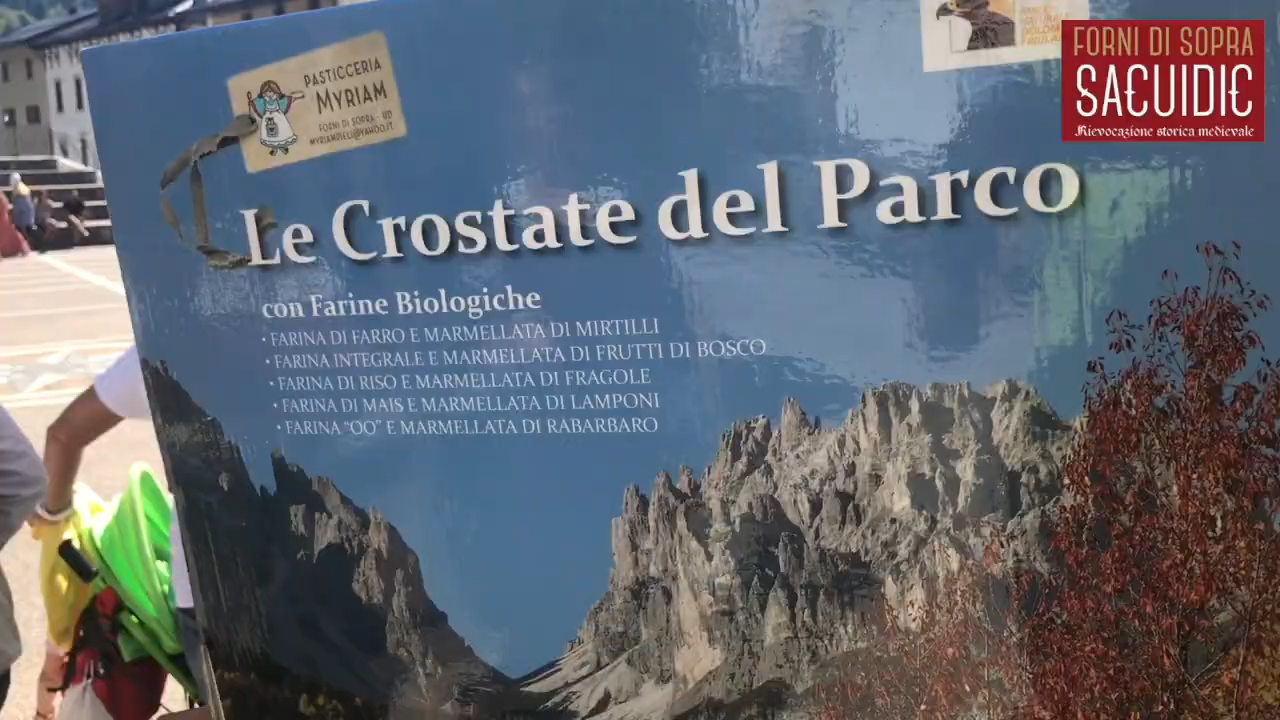 PASTICCERIA
MYRIAM
FORNI DI SOPRA - UD
Le Crostate del Parco
con Farine Biologiche
• FARINA DI FARRO E MARMELLATA DI MIRTILLI
• FARINA INTEGRALE E MARMELLATA DI FRUTTI DI BOSCO
• FARINA DI RISO E MARMELLATA DI FRAGOLE
• FARINA DI MAIS E MARMELLATA DI LAMPONI
• FARINA "OO" E MARMELLATA DI RABARBARO
FORNI DI SOPRA
SACUIDIC
Rievocazione storica medievale